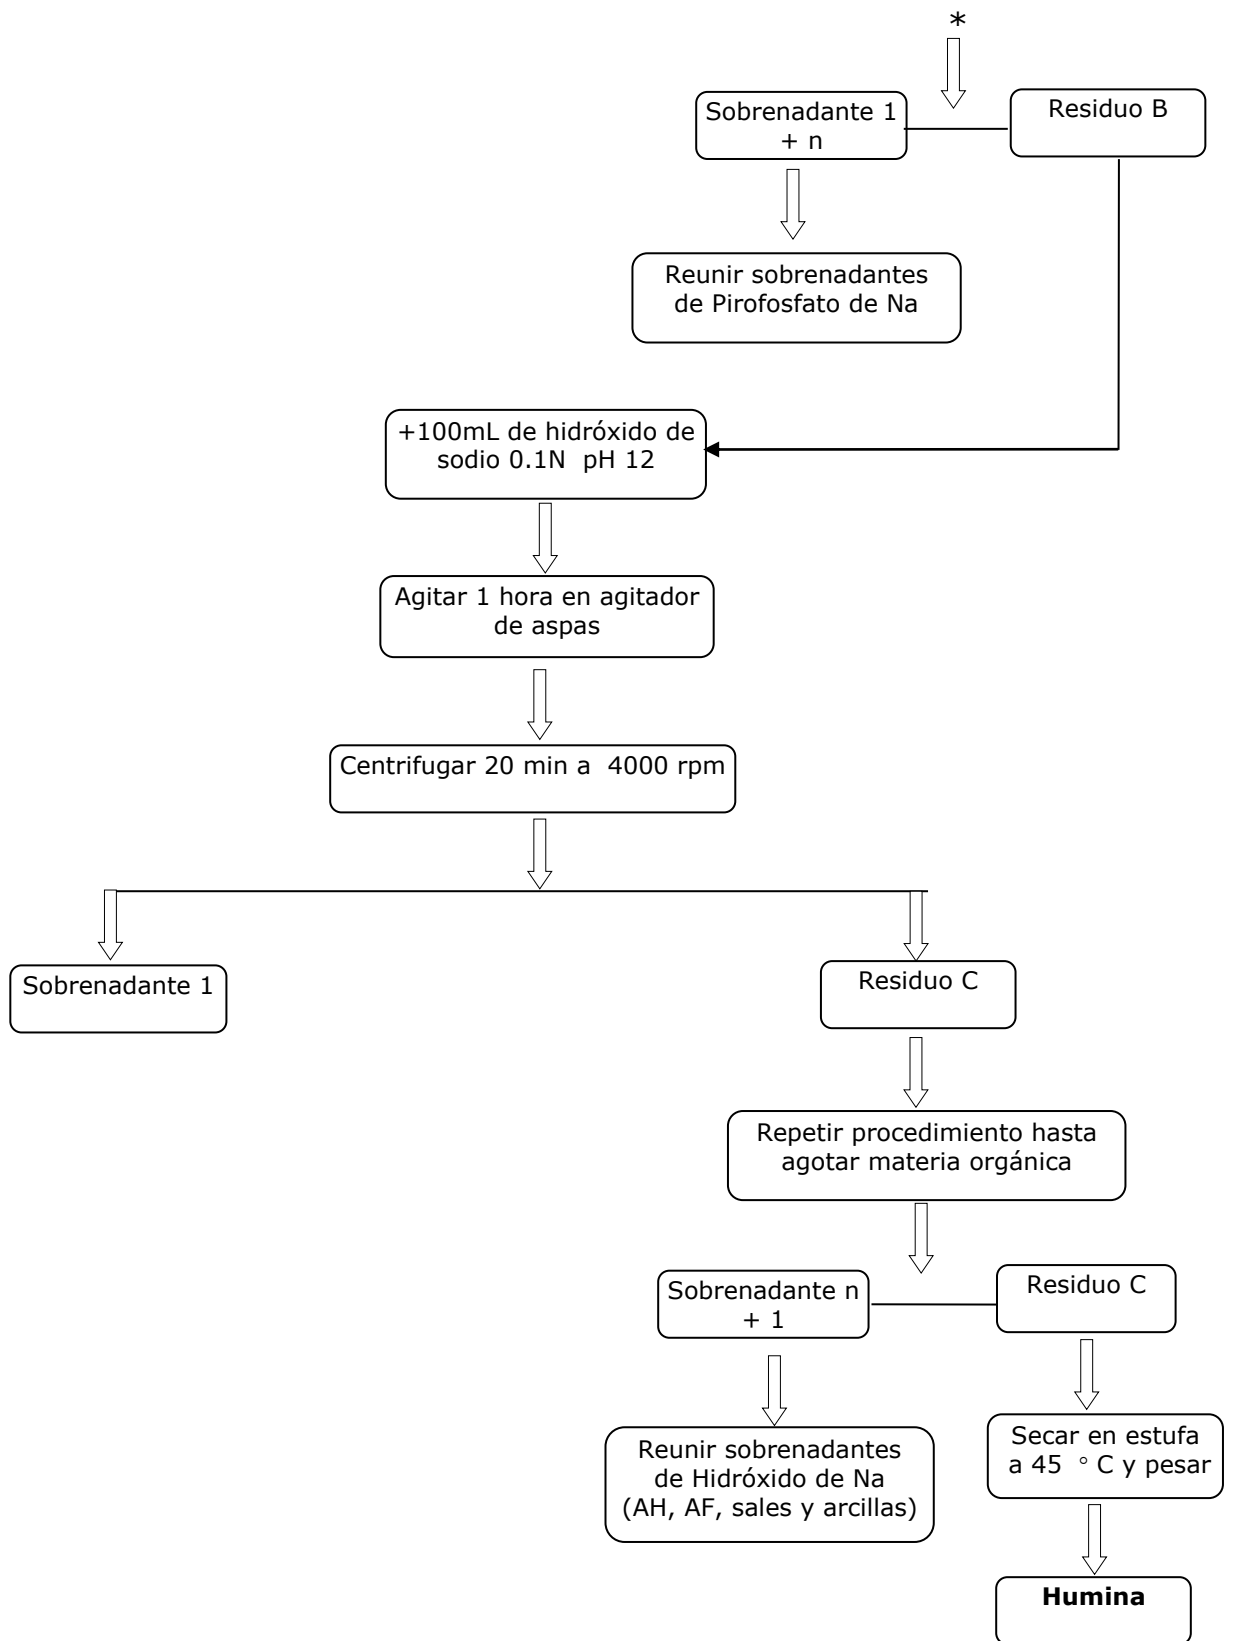 *
Sobrenadante 1
+ n
Residuo B
Reunir sobrenadantes
de Pirofosfato de Na
+100mL de hidróxido de
sodio 0.1N  pH 12
Agitar 1 hora en agitador
de aspas
Centrifugar 20 min a  4000 rpm
Sobrenadante 1
Residuo C
Repetir procedimiento hasta
agotar materia orgánica
Sobrenadante n
+ 1
Residuo C
Reunir sobrenadantes
de Hidróxido de Na
(AH, AF, sales y arcillas)
Secar en estufa
a 45 ° C y pesar
Humina